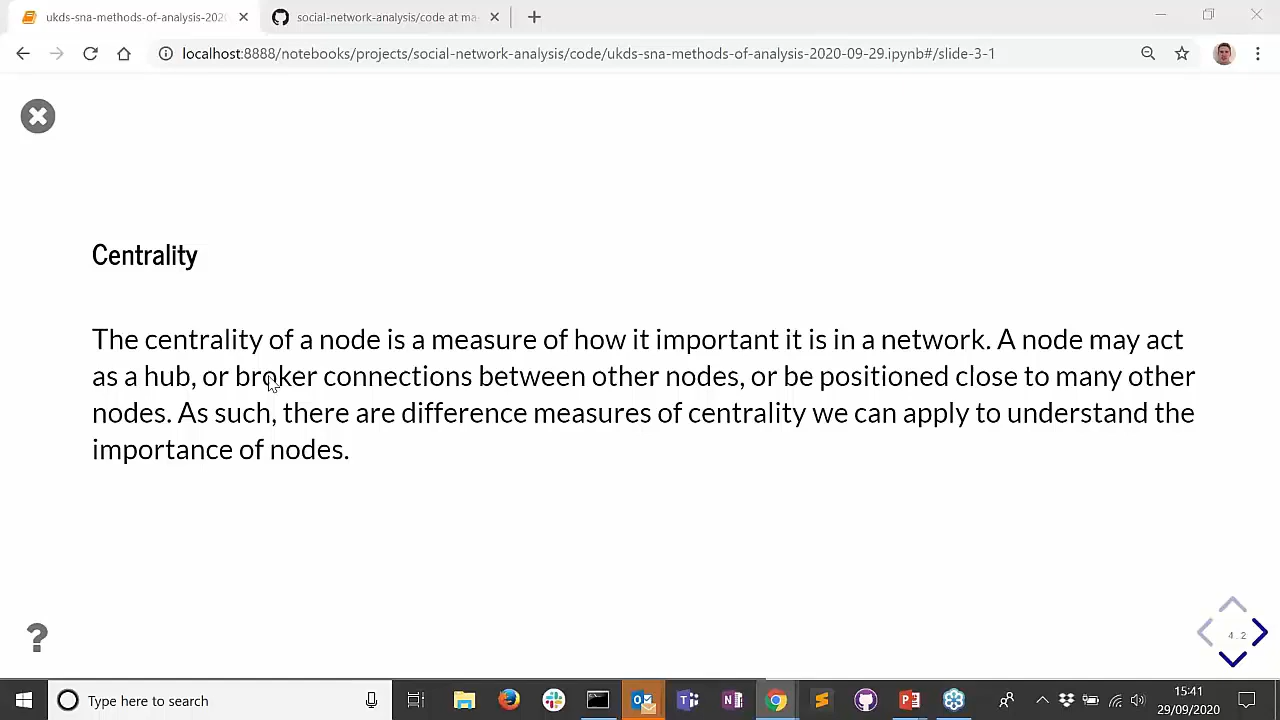 ukds-sna-methods-of-analysis-202
social-network-analysis/code at ma
localhost:8888/notebooks/projects/social-network-analysis/code/ukds-sna-methods-of-analysis-2020-09-29.ipynb#/slide-3-1
Centrality
The centrality of a node is a measure of how it important it is in a network. A node may act
as a hub, or broker connections between other nodes, or be positioned close to many other
nodes. As such, there are difference measures of centrality we can apply to understand the
importance of nodes.
?
4.2
Type here to search
15:41
29/09/2020